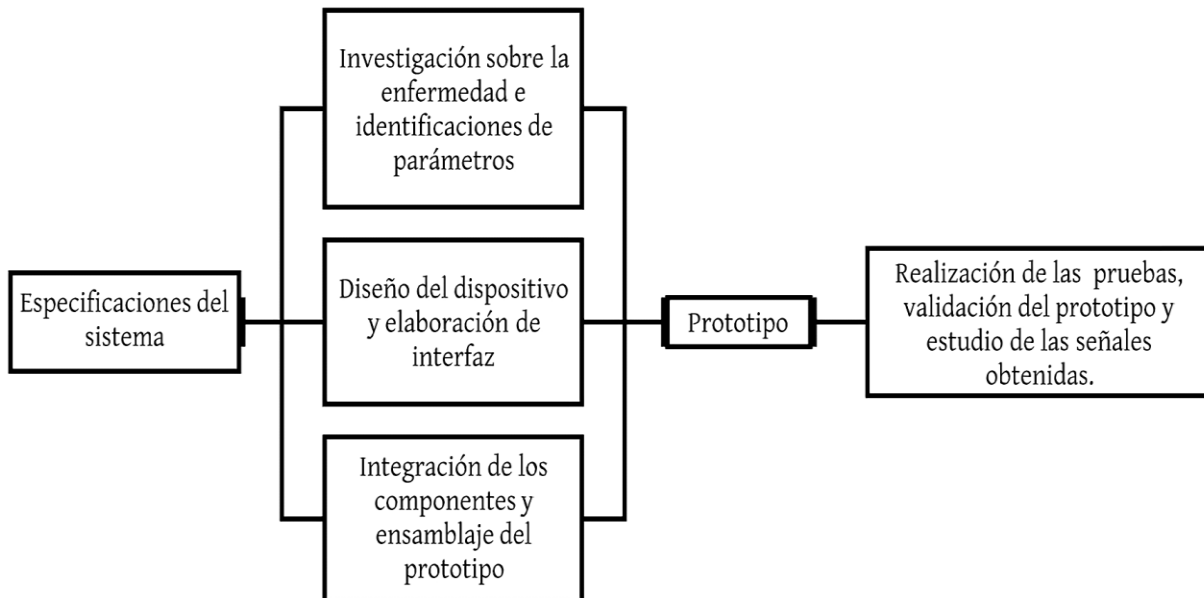 Investigación sobre la
enfermedad e
identificaciones de
parámetros
Especificaciones del
sistema
Diseño del dispositivo
y elaboración de
interfaz
Integración de los
componentes y
ensamblaje del
prototipo
Prototipo
Realización de las pruebas,
validación del prototipo y
estudio de las señales
obtenidas.